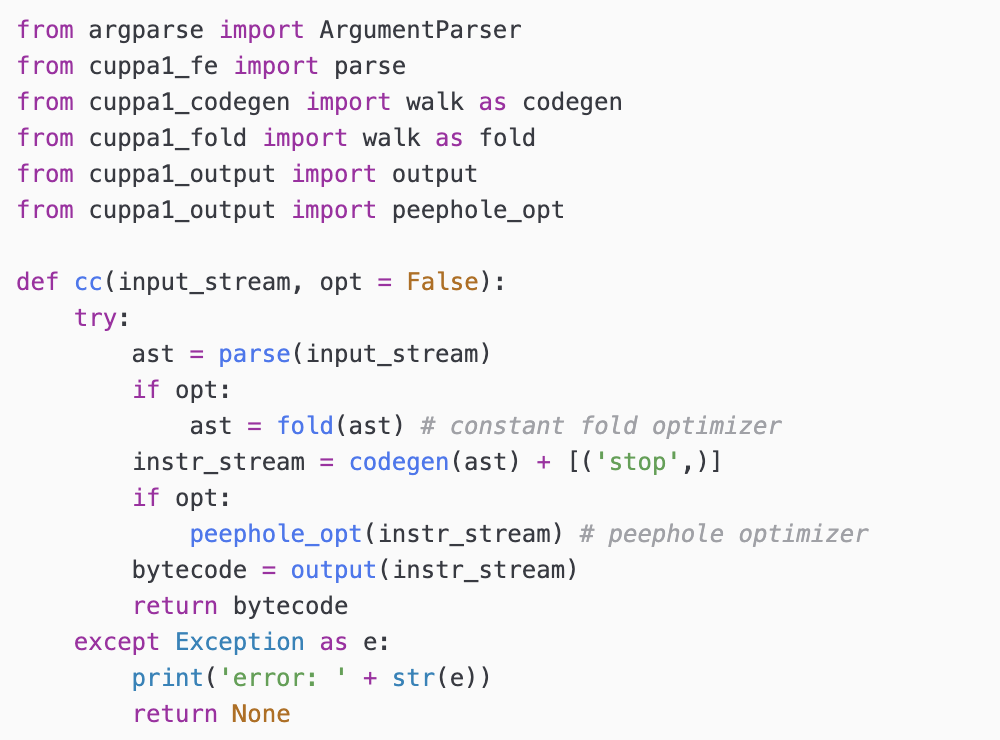 from argparse import ArgumentParser
from cuppa1_fe import parse
from cuppa1_codegen import walk as codegen
from cuppa1_fold import walk as fold
from cuppa1_output import output
from cuppa1_output import peephole_opt

def cc(input_stream, opt = False):
    try:
        ast = parse(input_stream)
        if opt:
            ast = fold(ast) # constant fold optimizer
        instr_stream = codegen(ast) + [('stop',)]
        if opt:
            peephole_opt(instr_stream) # peephole optimizer
        bytecode = output(instr_stream)
        return bytecode
    except Exception as e:
        print('error: ' + str(e))
        return None